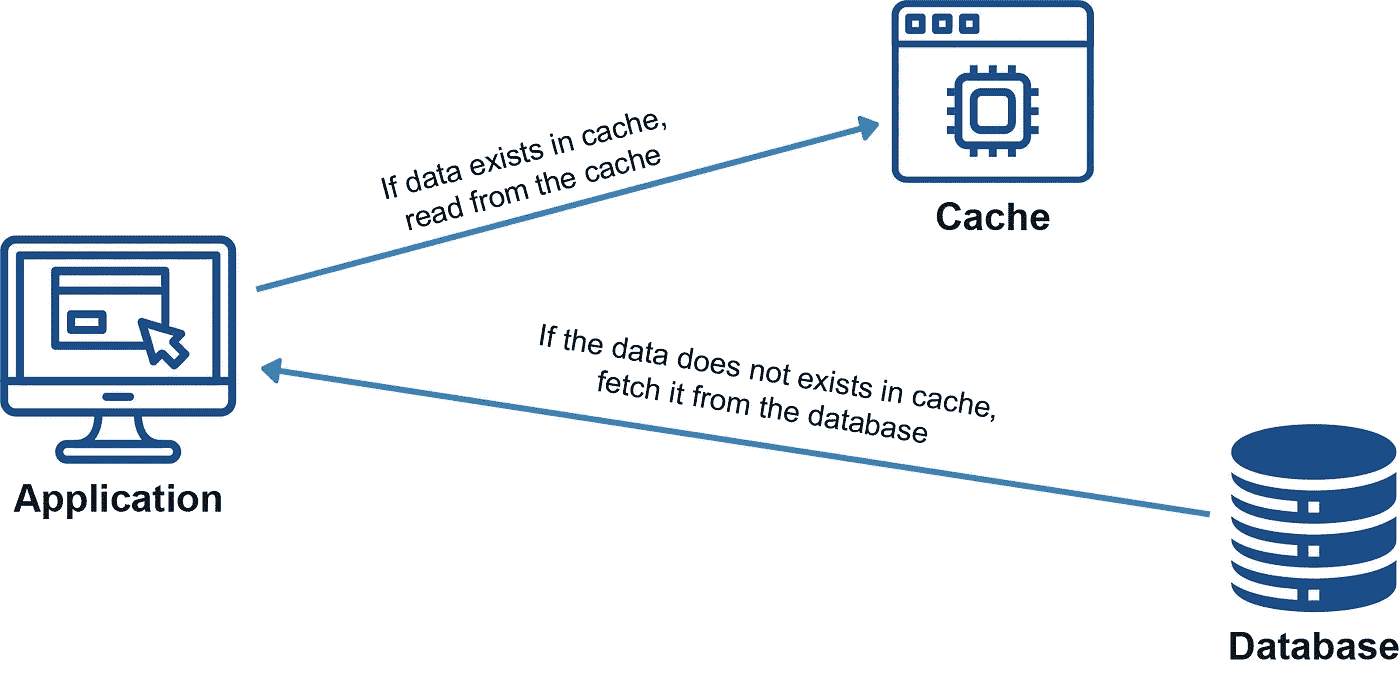 If data exists in cache,
read from the cache
Cache
If the data does not exists in cache,
fetch it from the database
Application
Database